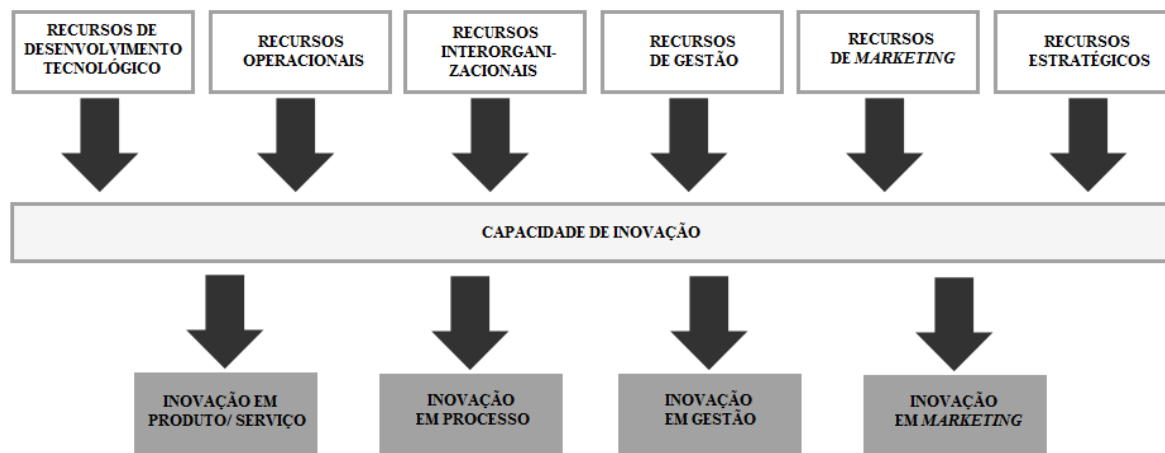 RECURSOS DE
DESENVOLVIMENTO
TECNOLÓGICO
RECURSOS
OPERACIONAIS
RECURSOS
INTERORGANI-
ZACIONAIS
RECURSOS
DE GESTÃO
RECURSOS
DE MARKETING
RECURSOS
ESTRATÉGICOS
CAPACIDADE DE INOVAÇÃO
INOVAÇÃO EM
PRODUTO/ SERVIÇO
INOVAÇÃO
EM PROCESSO
INOVAÇÃO
EM GESTÃO
INOVAÇÃO
EM MARKETING